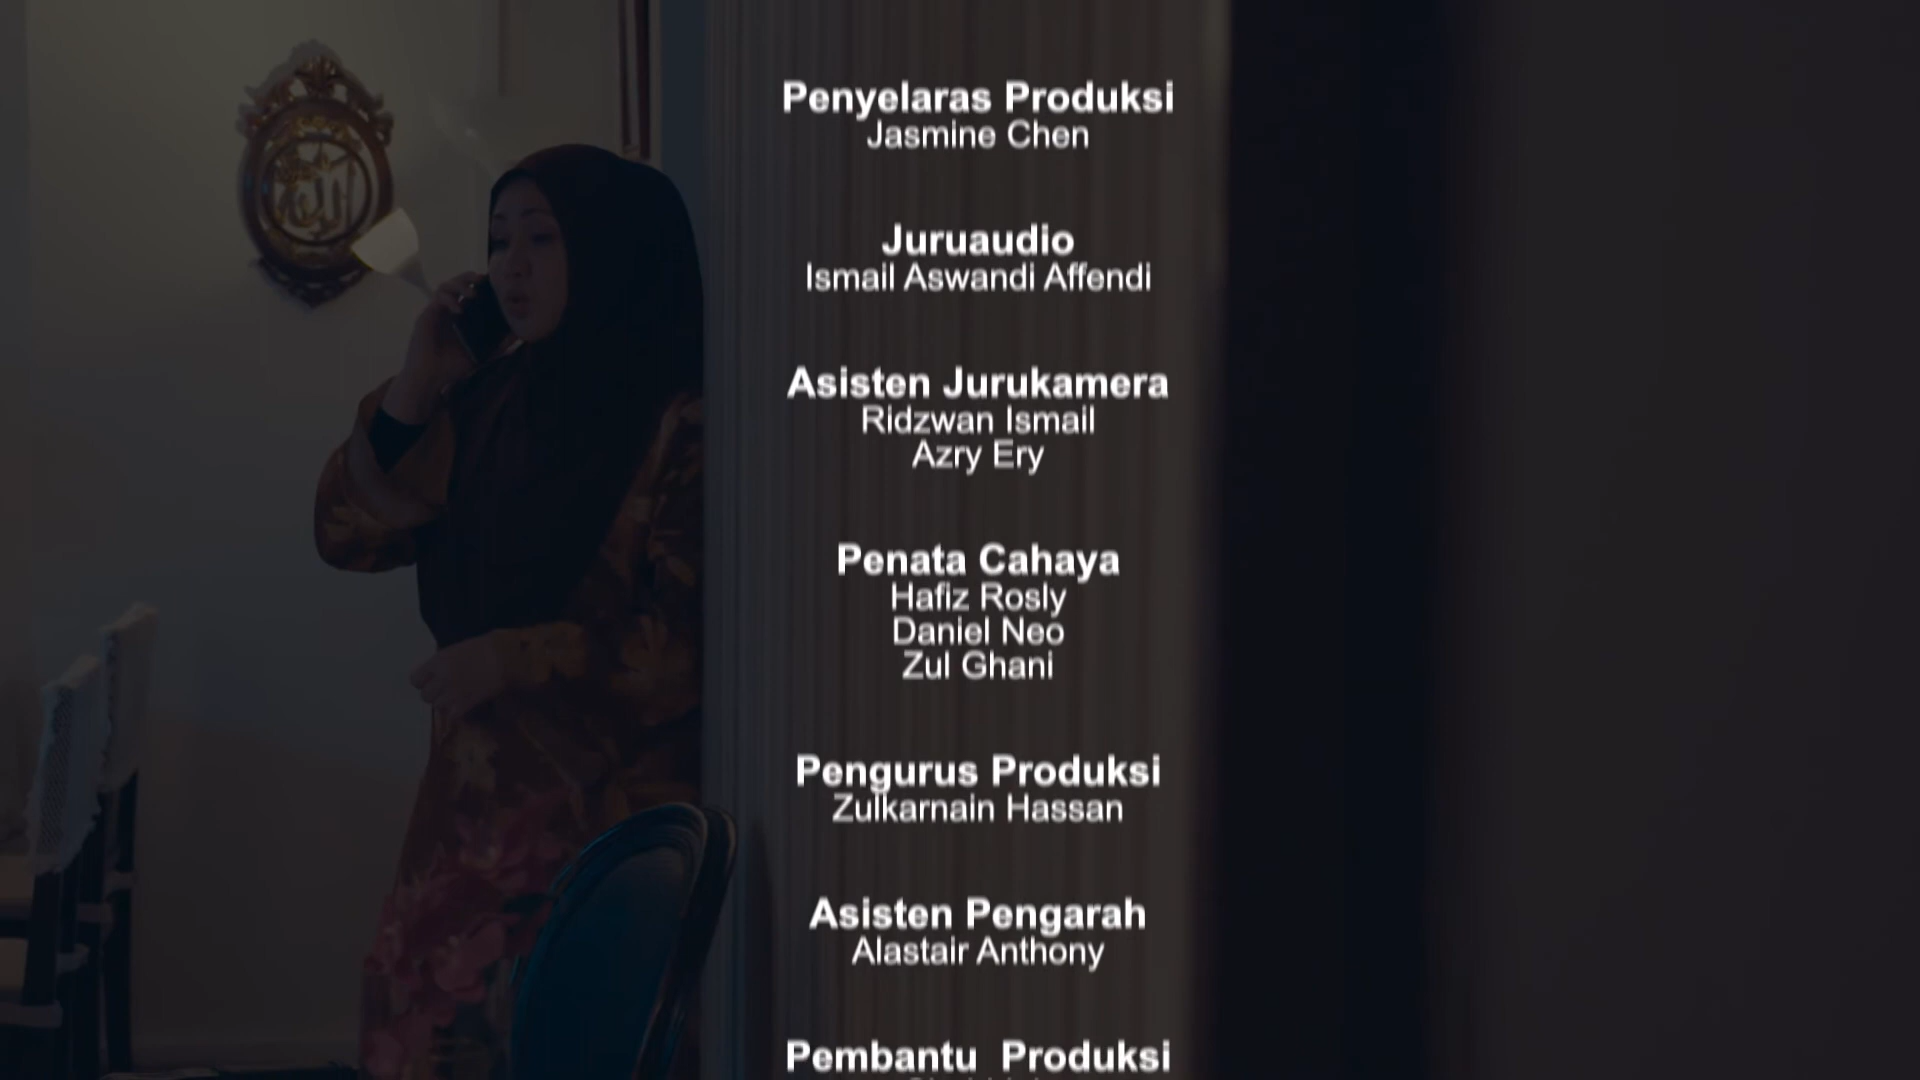 Penyelaras Produksi
Jasmine Chen
Juruaudio
Ismail Aswandi Affendi
Asisten Jurukamera
Ridzwan Ismail
Azry Ery
Penata Cahaya
Hafiz Rosly
Daniel Neo
Zul Ghani
Pengurus Produksi
Zulkarnain Hassan
Asisten Pengarah
Alastair Anthony
Pembantu  Produksi
الله